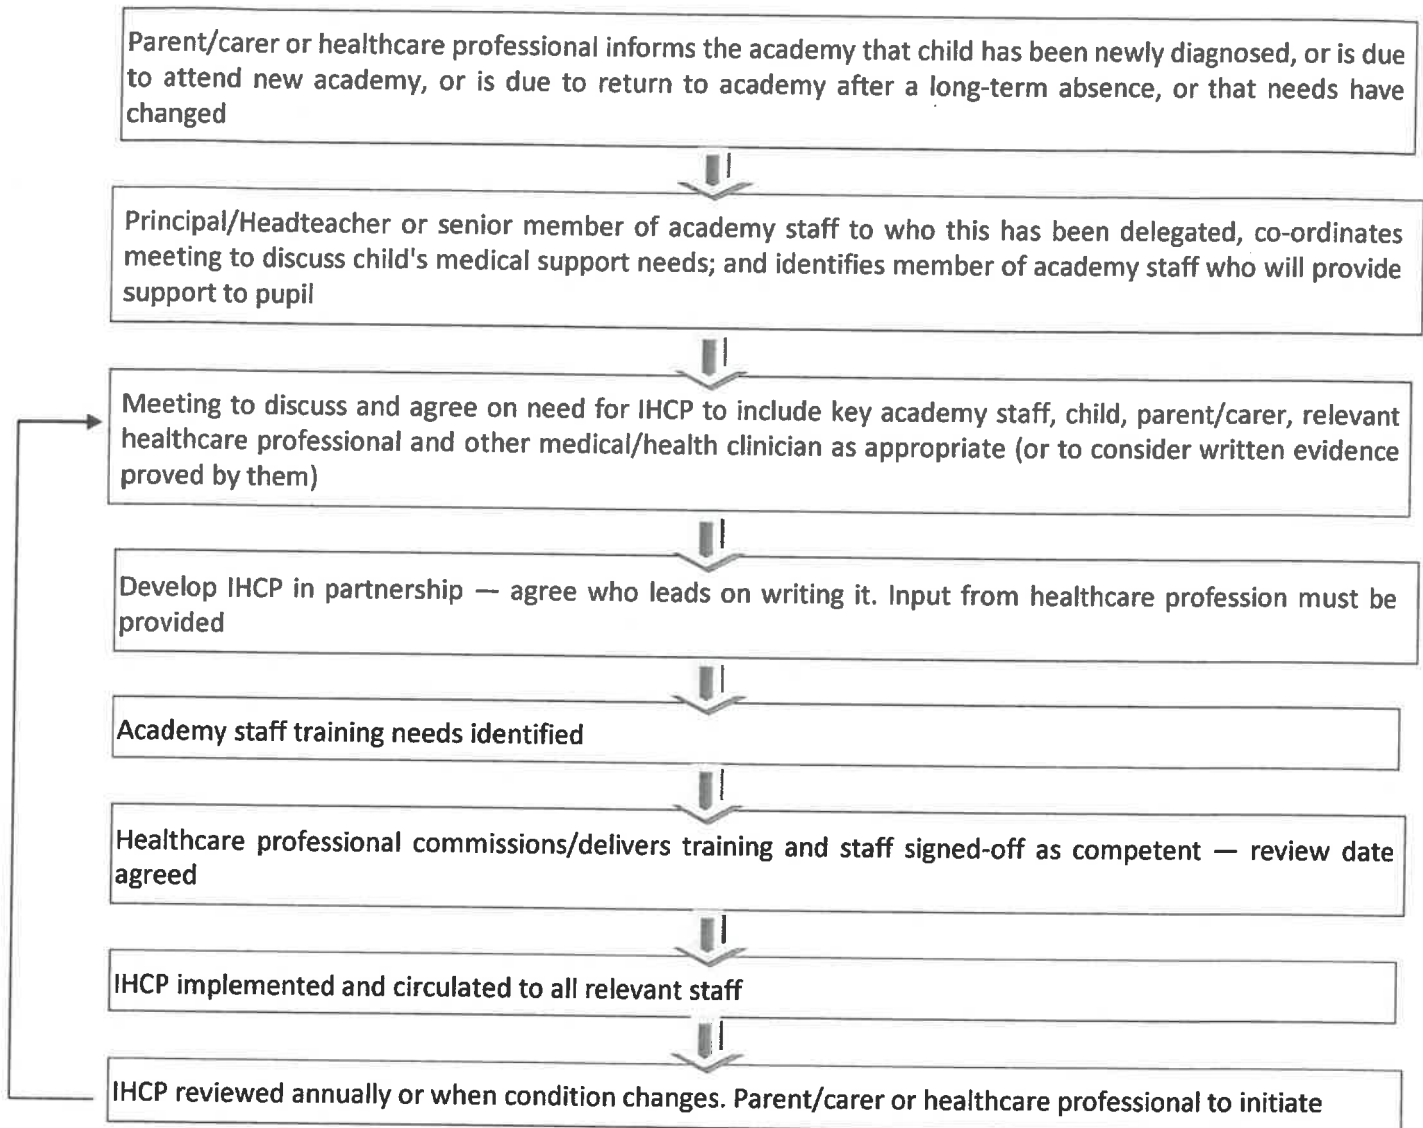 Parent/carer or healthcare professional informs the academy that child has been newly diagnosed, or is due
to attend new academy, or is due to return to academy after a long-term absence, or that needs have
changed
Principal/Headteacher or senior member of academy staff to who this has been delegated, co-ordinates
meeting to discuss child's medical support needs; and identifies member of academy staff who will provide
support to pupil
Meeting to discuss and agree on need for IHCP to include key academy staff, child, parent/carer, relevant
healthcare professional and other medical/health clinician as appropriate (or to consider written evidence
proved by them)
Develop IHCP in partnership — agree who leads on writing it. Input from healthcare profession must be
provided
Academy staff training needs identified
Healthcare professional commissions/delivers training and staff signed-off as competent — review date
agreed
IHCP implemented and circulated to all relevant staff
IHCP reviewed annually or when condition changes. Parent/carer or healthcare professional to initiate